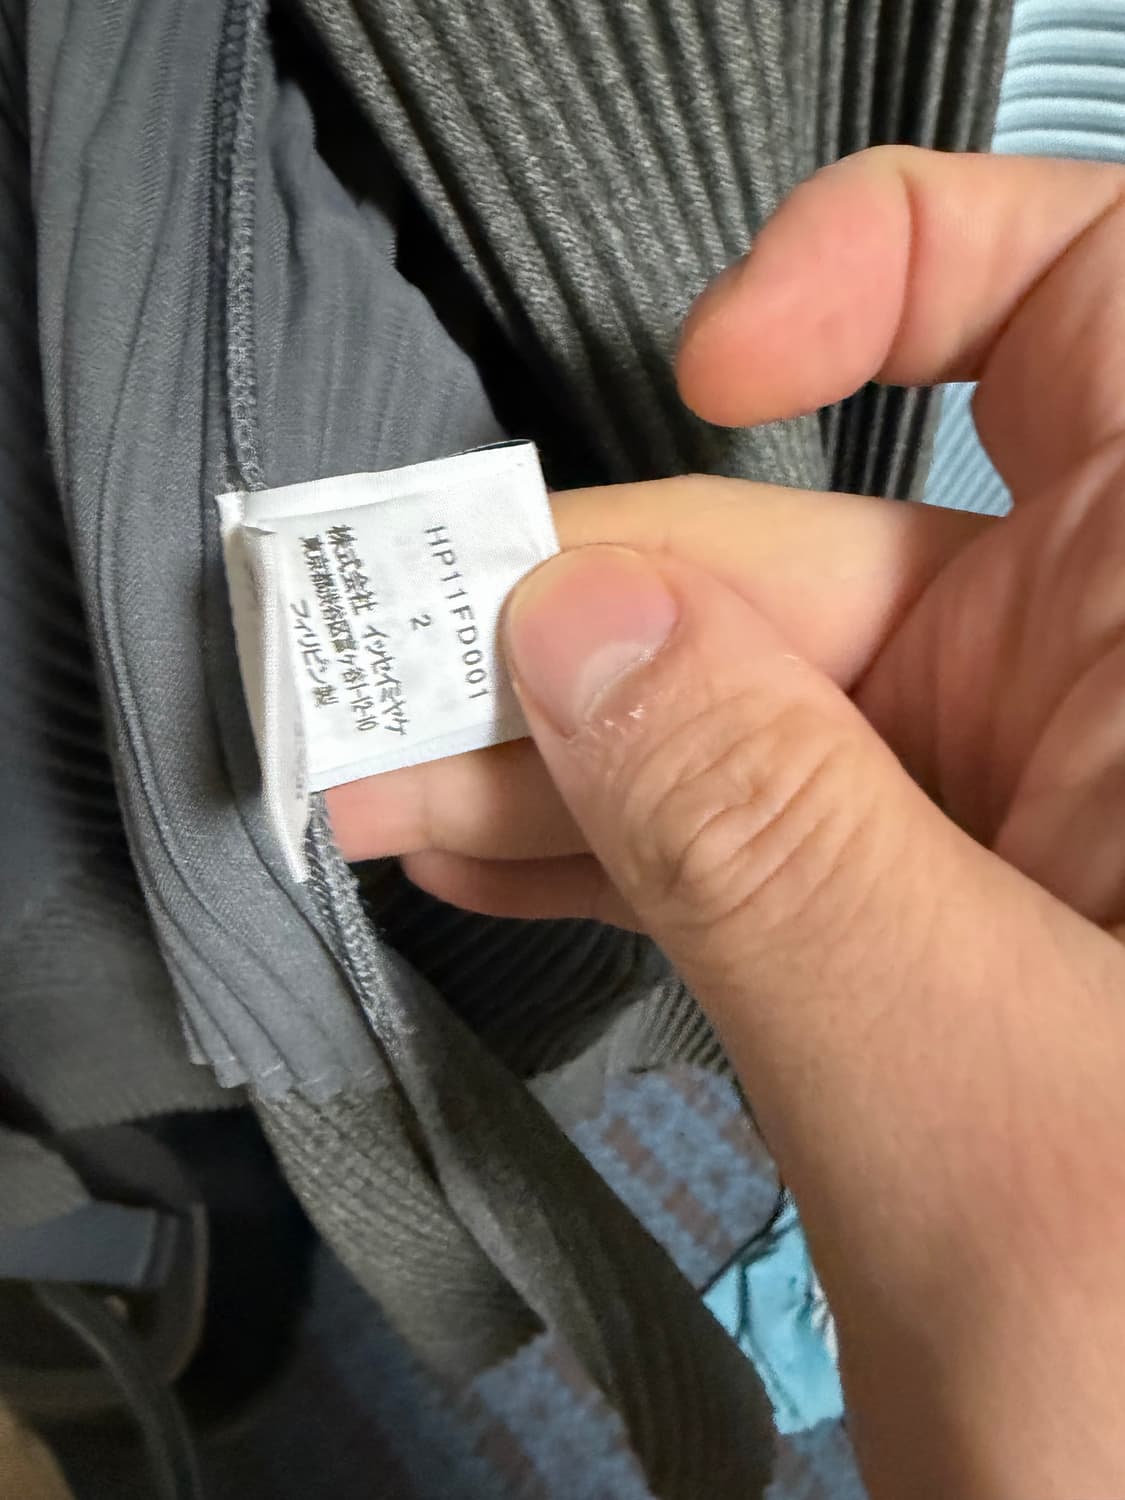 HP11FD001
2
株式会社 イッセイミヤケ
東京都渋谷区富ヶ谷1-12-10
フィリピン製